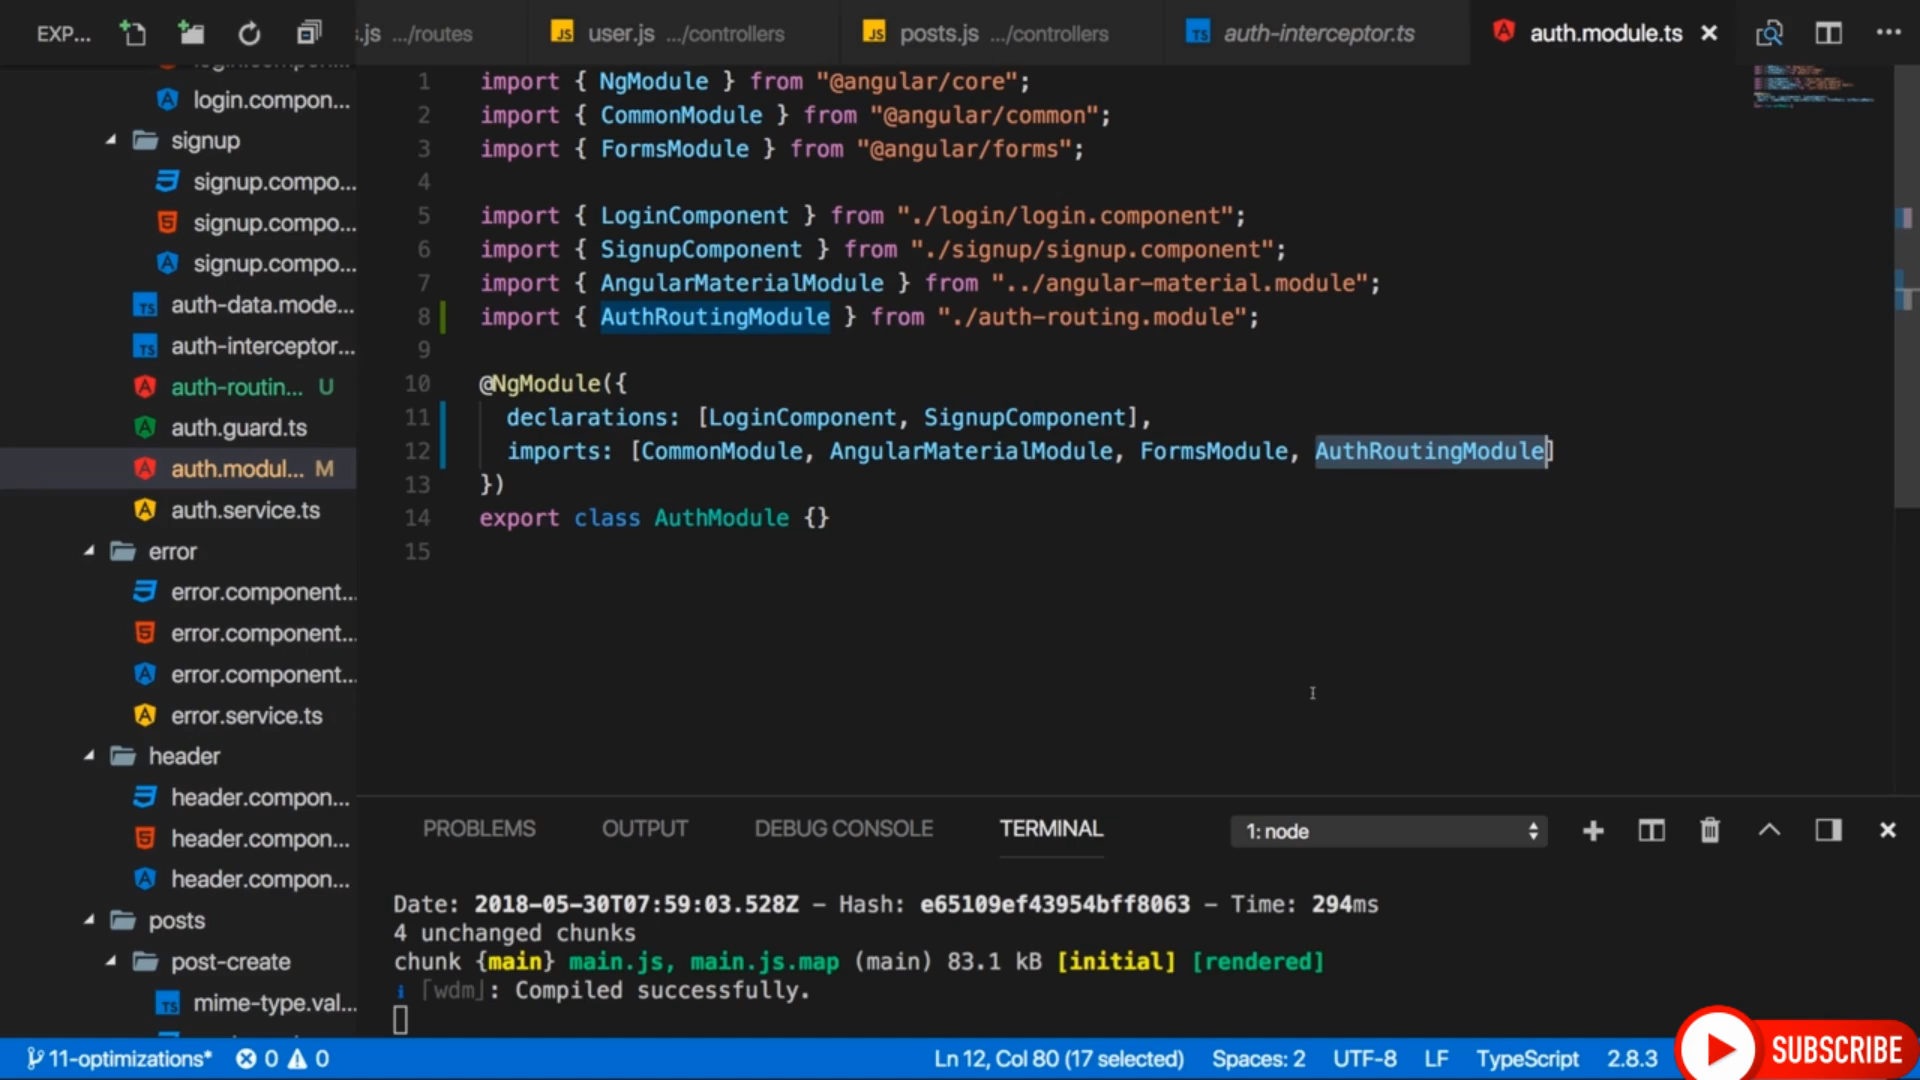 EXP...
.js .../routes
user.js .../controllers
posts.js .../controllers
auth-interceptor.ts
auth.module.ts
login.compon...
signup
signup.compo...
signup.compo...
signup.compo...
auth-data.mode...
auth-interceptor...
auth-routin... U
auth.guard.ts
auth.modul... M
auth.service.ts
error
error.component...
error.component...
error.component...
error.service.ts
header
header.compon...
header.compon...
header.compon...
posts
post-create
mime-type.val...
1 import { NgModule } from "@angular/core";
2 import { CommonModule } from "@angular/common";
3 import { FormsModule } from "@angular/forms";
4
5 import { LoginComponent } from "./login/login.component";
6 import { SignupComponent } from "./signup/signup.component";
7 import { AngularMaterialModule } from "../angular-material.module";
8 import { AuthRoutingModule } from "./auth-routing.module";
9
10 @NgModule({
11 declarations: [LoginComponent, SignupComponent],
12 imports: [CommonModule, AngularMaterialModule, FormsModule, AuthRoutingModule]
13 })
14 export class AuthModule {}
15
PROBLEMS OUTPUT DEBUG CONSOLE TERMINAL 1: node
Date: 2018-05-30T07:59:03.528Z – Hash: e65109ef43954bff8063 – Time: 294ms
4 unchanged chunks
chunk {main} main.js, main.js.map (main) 83.1 kB [initial] [rendered]
i ｢wdm｣: Compiled successfully.
11-optimizations* 0 0 Ln 12, Col 80 (17 selected) Spaces: 2 UTF-8 LF TypeScript 2.8.3
SUBSCRIBE